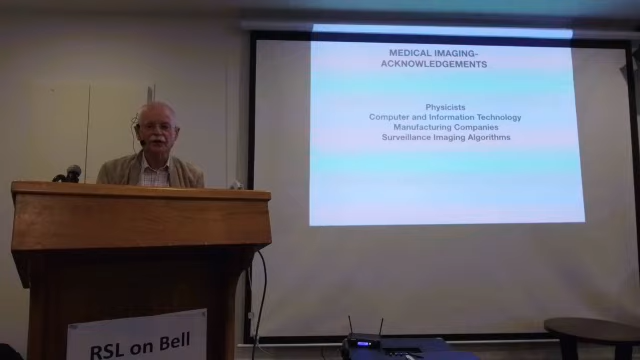 MEDICAL IMAGING-
ACKNOWLEDGEMENTS
Physicists
Computer and Information Technology
Manufacturing Companies
Surveillance Imaging Algorithms
RSL on Bell